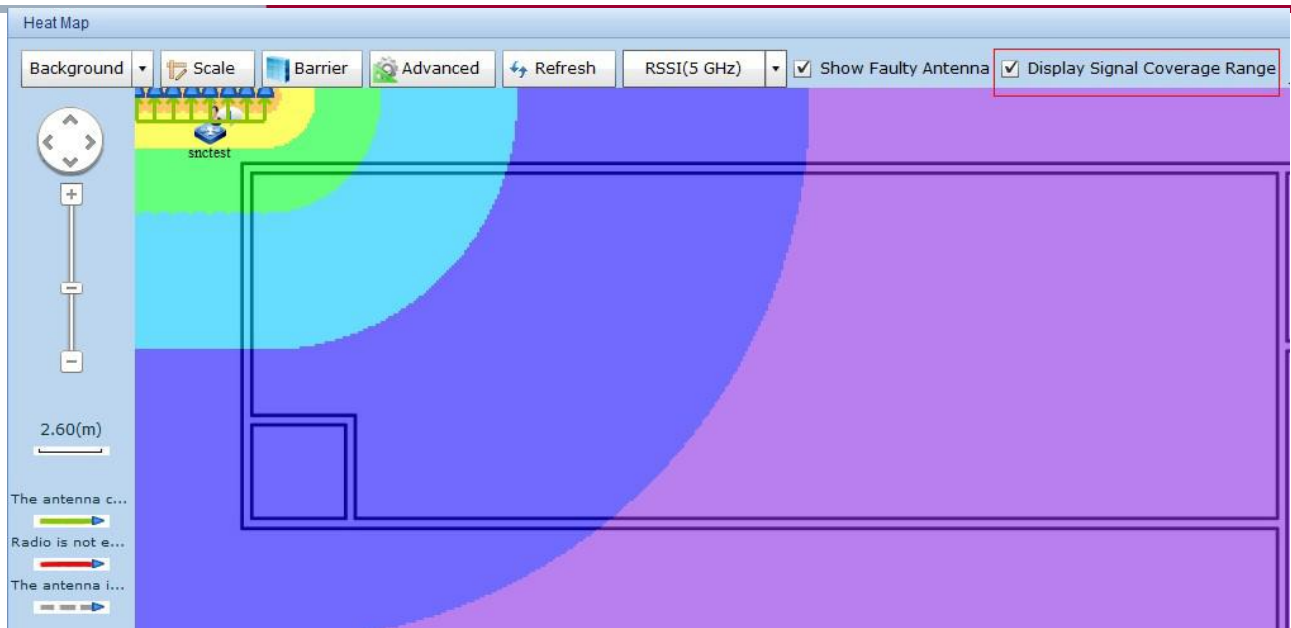 Heat Map
Background Scale Barrier Advanced Refresh RSSI(5 GHz) Show Faulty Antenna Display Signal Coverage Range
snctest
2.60(m)
The antenna c...
Radio is not e...
The antenna i...